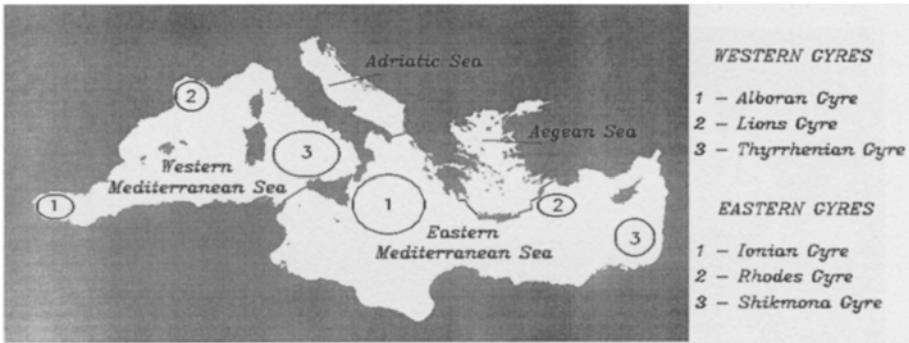 Adriatic Sea
2
Aegean Sea
3
Western
Mediterranean Sea
1
1
2
Eastern
Mediterranean Sea
3
WESTERN GYRES
1 – Alboran Gyre
2 – Lions Gyre
3 – Thyrrhenian Gyre
EASTERN GYRES
1 – Ionian Gyre
2 – Rhodes Gyre
3 – Shikmona Gyre